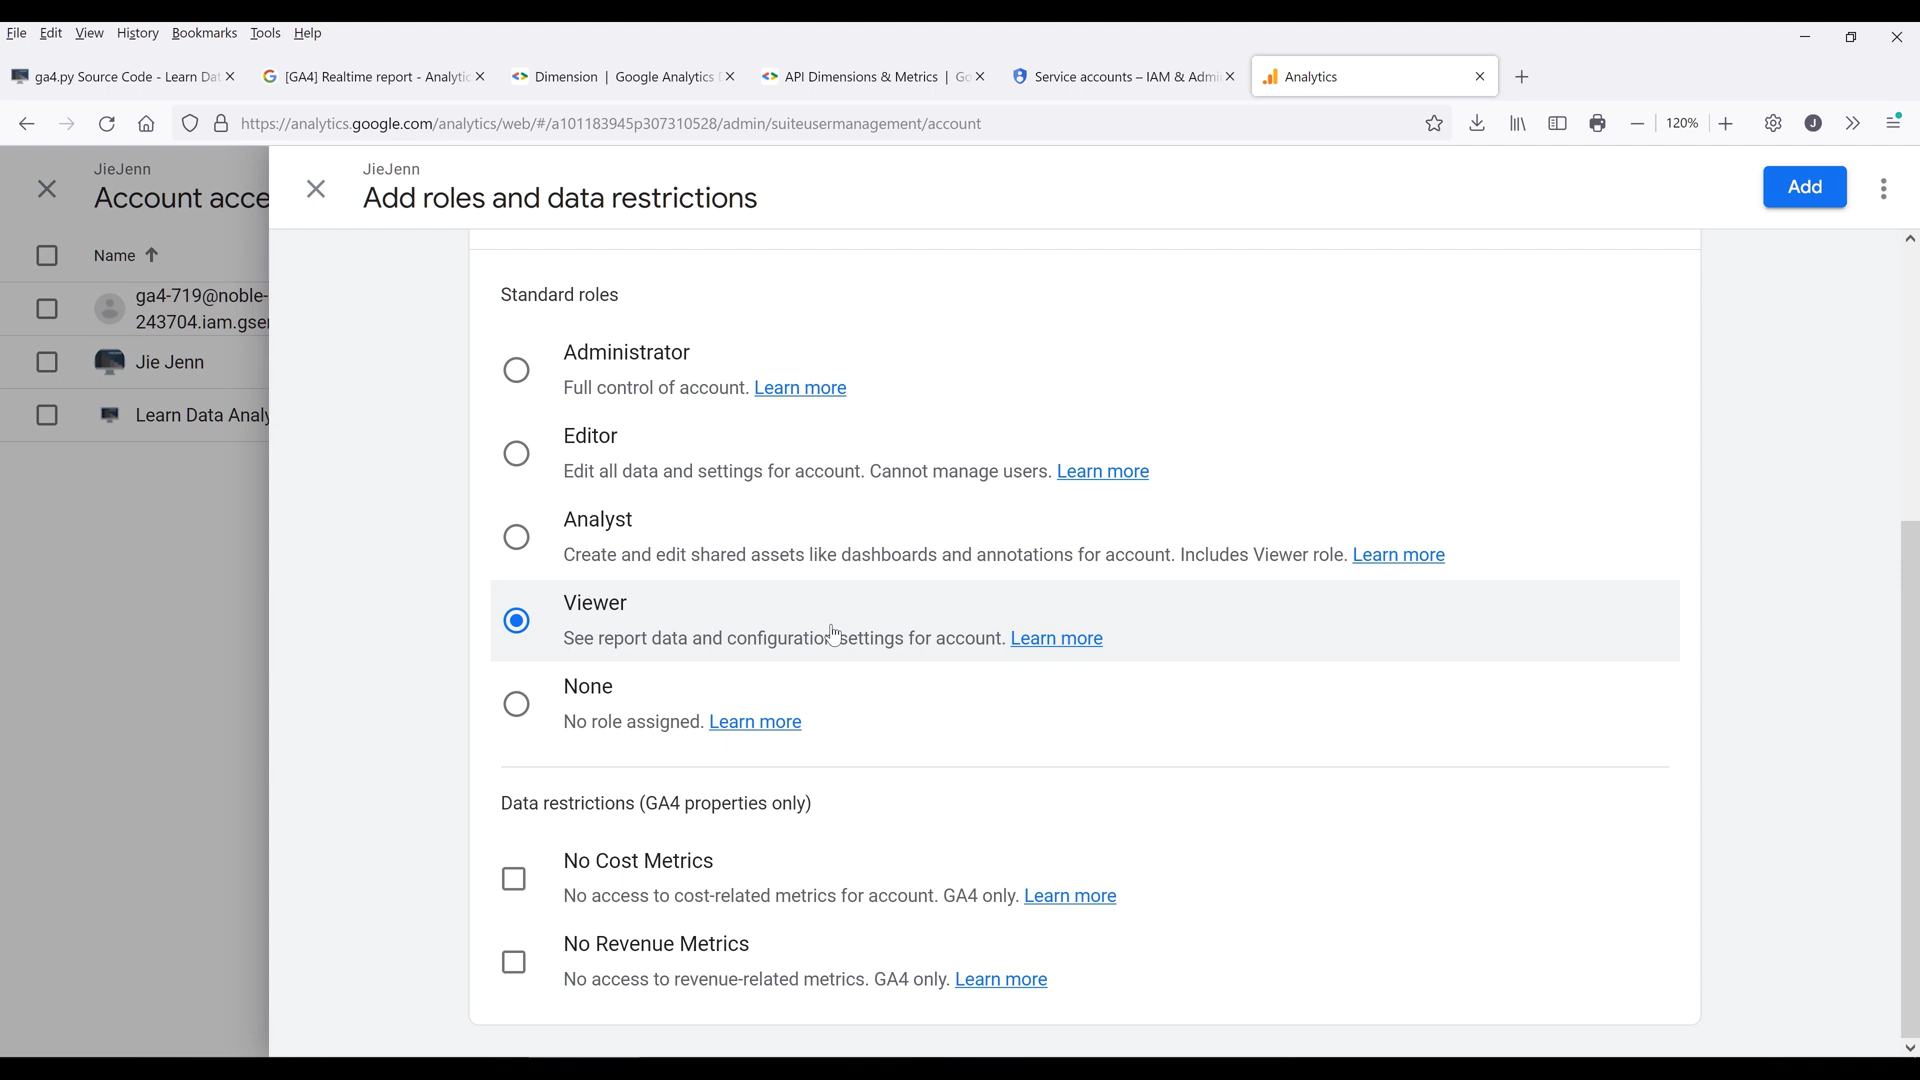 File Edit View History Bookmarks Tools Help
ga4.py Source Code - Learn Dat
[GA4] Realtime report - Analytic
Dimension | Google Analytics
API Dimensions & Metrics | Go
Service accounts – IAM & Admi
Analytics
https://analytics.google.com/analytics/web/#/a101183945p307310528/admin/suiteusermanagement/account
120%
J
JieJenn
Account acce
Name
ga4-719@noble-
243704.iam.gser
Jie Jenn
Learn Data Analy
JieJenn
Add roles and data restrictions
Add
Standard roles
Administrator
Full control of account. Learn more
Editor
Edit all data and settings for account. Cannot manage users. Learn more
Analyst
Create and edit shared assets like dashboards and annotations for account. Includes Viewer role. Learn more
Viewer
See report data and configuration settings for account. Learn more
None
No role assigned. Learn more
Data restrictions (GA4 properties only)
No Cost Metrics
No access to cost-related metrics for account. GA4 only. Learn more
No Revenue Metrics
No access to revenue-related metrics. GA4 only. Learn more